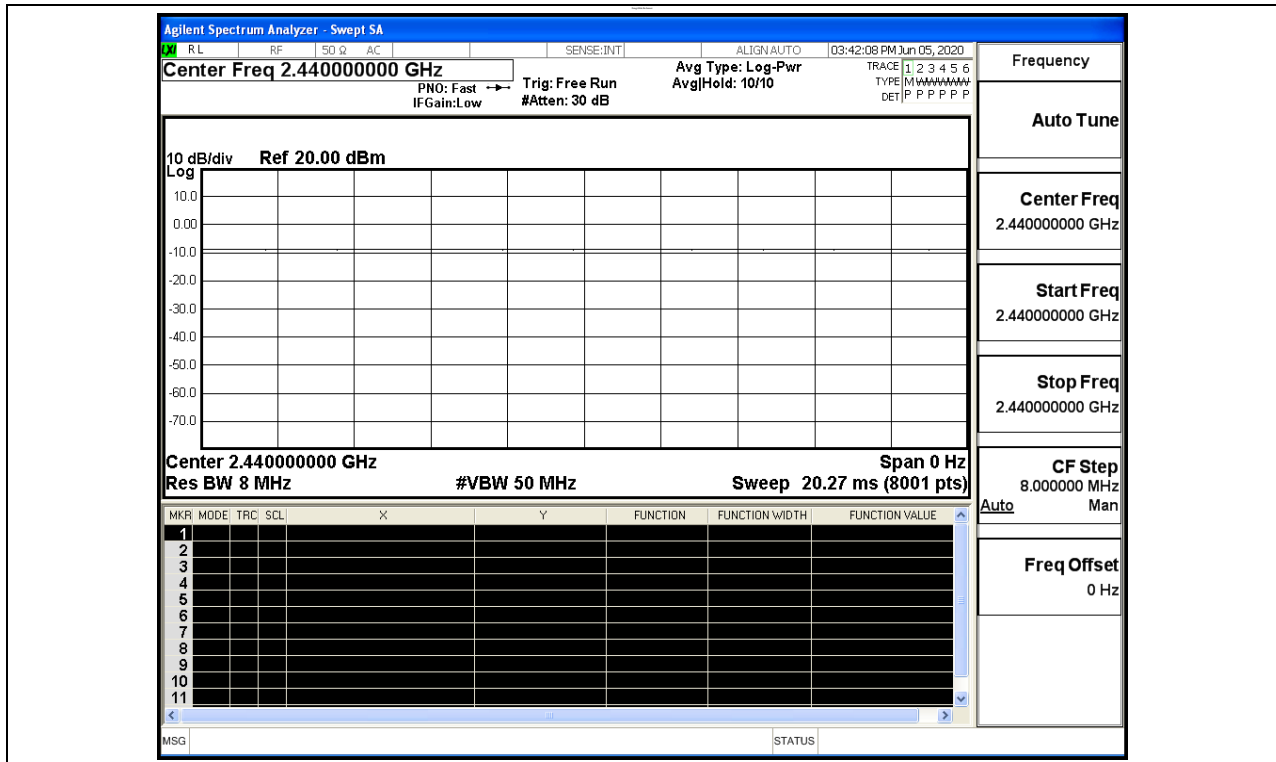 Agilent Spectrum Analyzer - Swept SA
LXI RL RF 50 Ω AC SENSE:INT ALIGN AUTO 03:42:08 PM Jun 05, 2020
Center Freq 2.440000000 GHz
PNO: Fast
IFGain:Low
Trig: Free Run
#Atten: 30 dB
Avg Type: Log-Pwr
Avg|Hold: 10/10
TRACE 1 2 3 4 5 6
TYPE M W W W W W
DET P P P P P P
10 dB/div Ref 20.00 dBm
Log
10.0
0.00
-10.0
-20.0
-30.0
-40.0
-50.0
-60.0
-70.0
Center 2.440000000 GHz Span 0 Hz
Res BW 8 MHz #VBW 50 MHz Sweep 20.27 ms (8001 pts)
MKR MODE TRC SCL X Y FUNCTION FUNCTION WIDTH FUNCTION VALUE
1
2
3
4
5
6
7
8
9
10
11
MSG STATUS
Frequency
Auto Tune
Center Freq
2.440000000 GHz
Start Freq
2.440000000 GHz
Stop Freq
2.440000000 GHz
CF Step
8.000000 MHz
Auto Man
Freq Offset
0 Hz